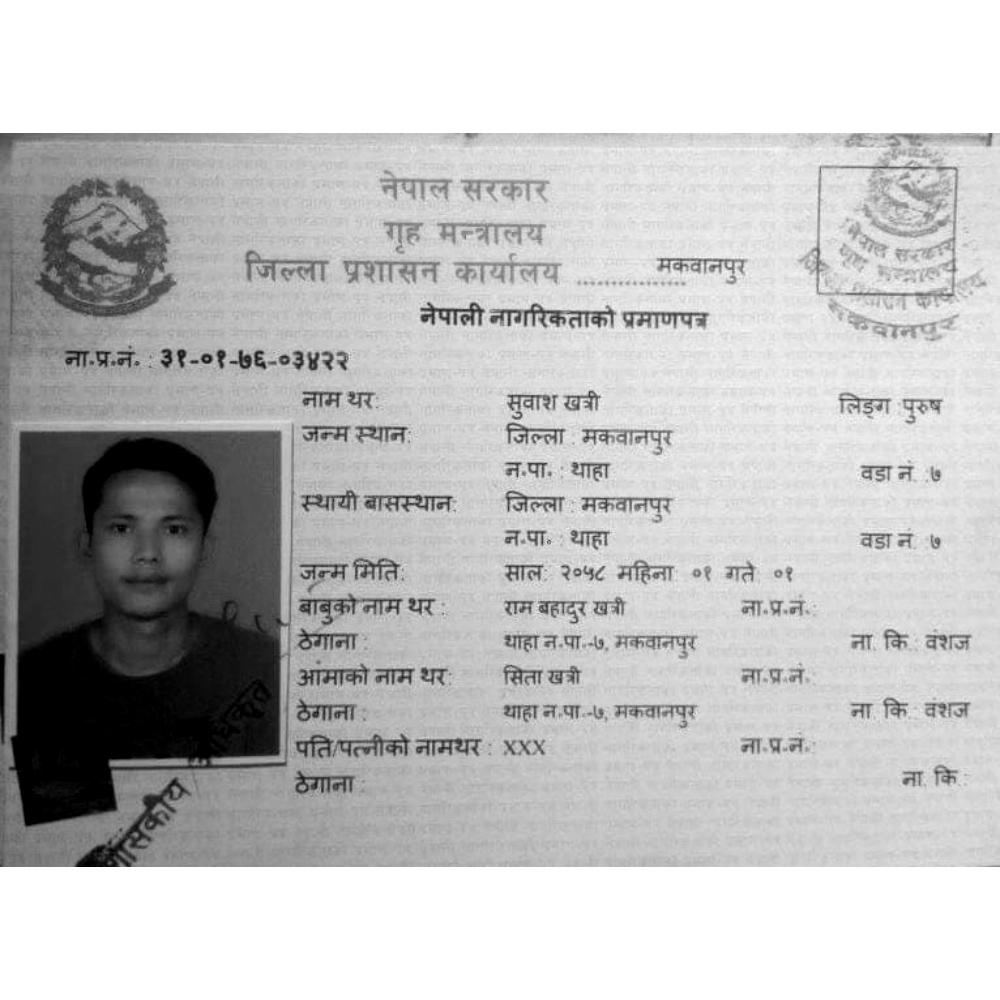 नेपाल सरकार
गृह मन्त्रालय
जिल्ला प्रशासन कार्यालय ................ मकवानपुर
नेपाली नागरिकताको प्रमाणपत्र
नेपाल सरकार
गृह मन्त्रालय
जिल्ला प्रशासन कार्यालय
मकवानपुर
ना.प्र.नं. : ३१-०१-७६-०३४२२
नाम थर: सुवाश खत्री लिङ्ग :पुरुष
जन्म स्थान: जिल्ला : मकवानपुर
न.पा. : थाहा वडा नं. :७
स्थायी बासस्थान: जिल्ला : मकवानपुर
न.पा. : थाहा वडा नं. :७
जन्म मिति: साल: २०५८ महिना: ०१ गते: ०१
बाबुको नाम थर : राम बहादुर खत्री ना.प्र.नं.:
ठेगाना : थाहा न.पा.-७, मकवानपुर ना. कि.: वंशज
आमाको नाम थर: सिता खत्री ना.प्र.नं.:
ठेगाना : थाहा न.पा.-७, मकवानपुर ना. कि.: वंशज
पति/पत्नीको नामथर : XXX ना.प्र.नं.:
ठेगाना : ना. कि.: